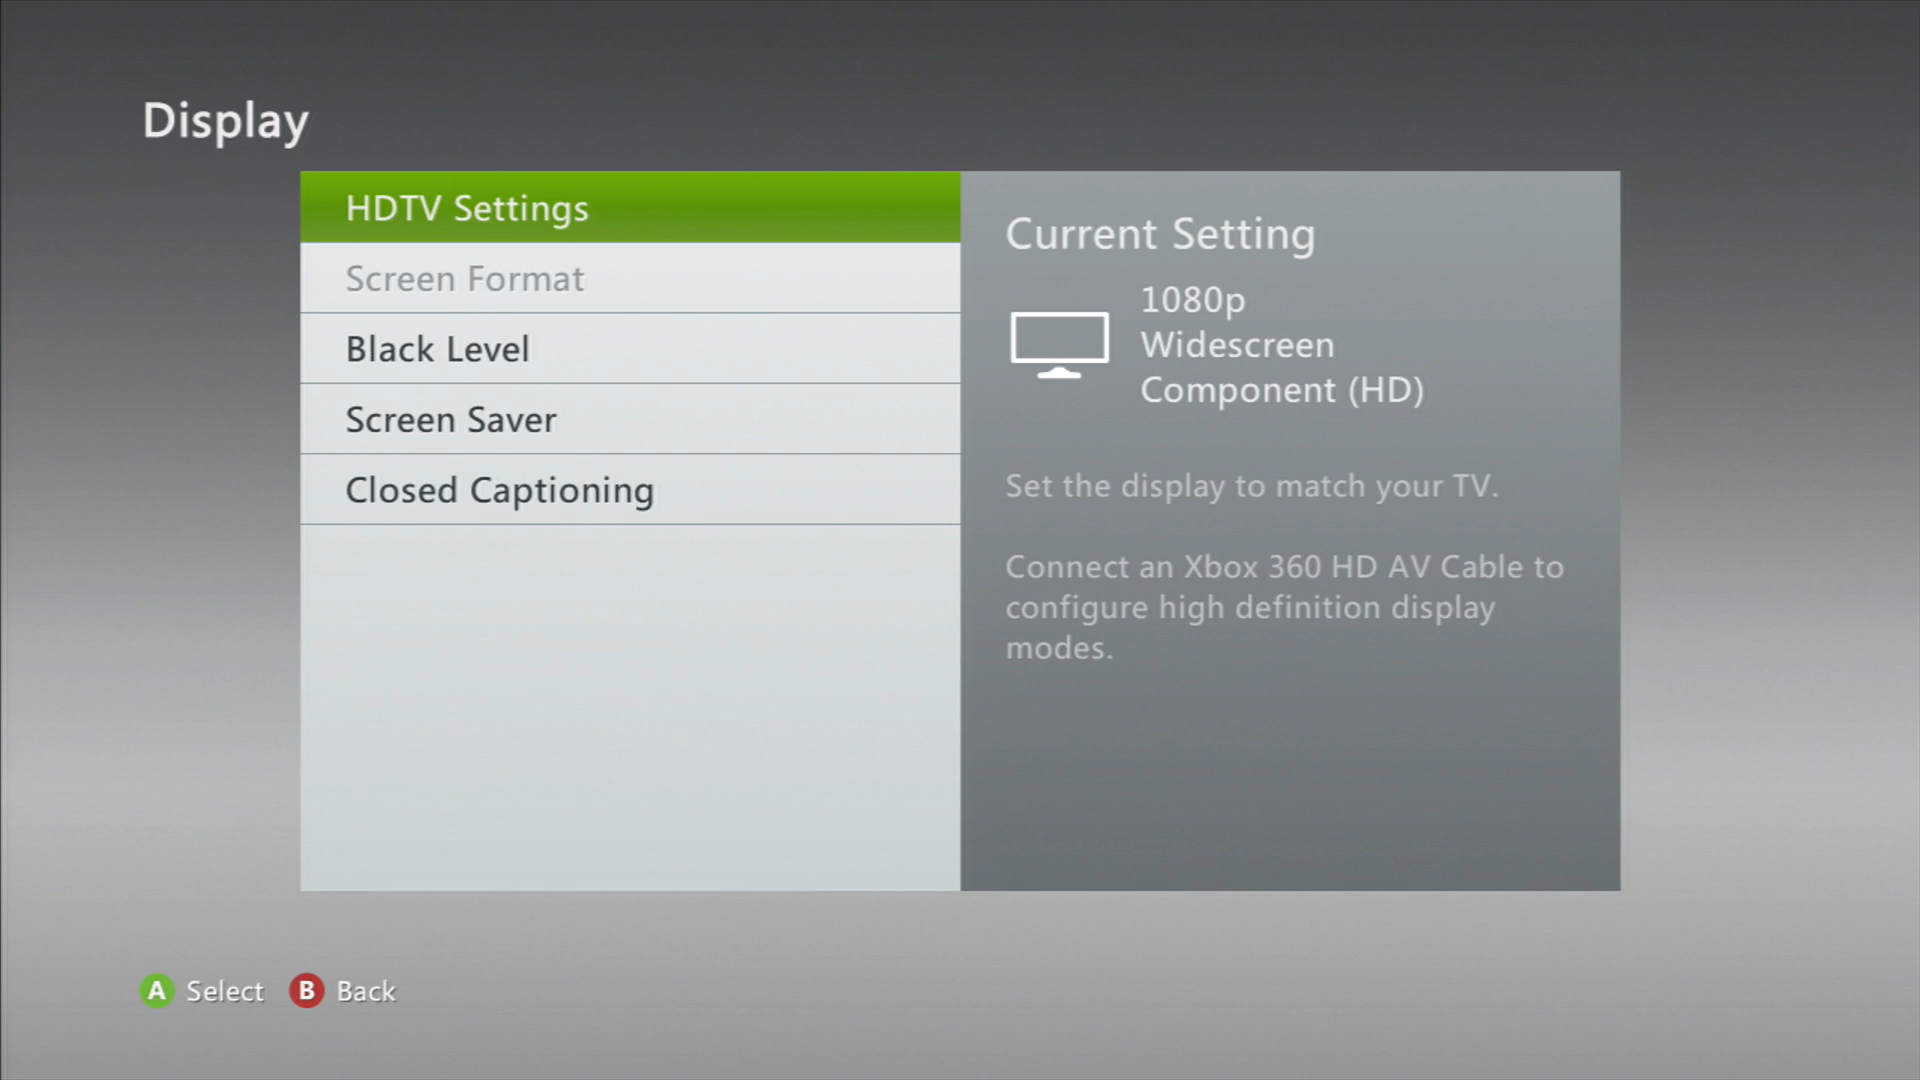 Display
HDTV Settings
Screen Format
Black Level
Screen Saver
Closed Captioning
Current Setting
1080p
Widescreen
Component (HD)
Set the display to match your TV.
Connect an Xbox 360 HD AV Cable to
configure high definition display
modes.
A Select B Back